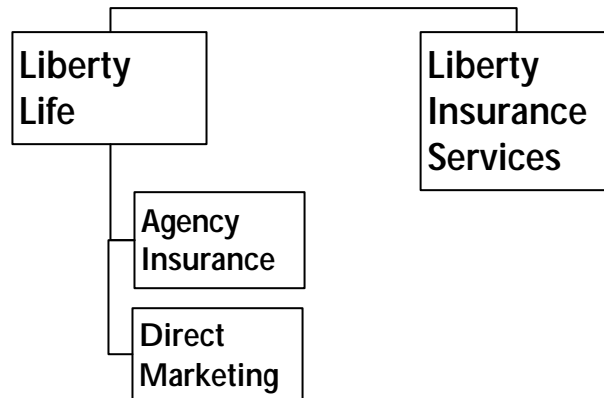 Liberty
Life
Liberty
Insurance
Services
Agency
Insurance
Direct
Marketing